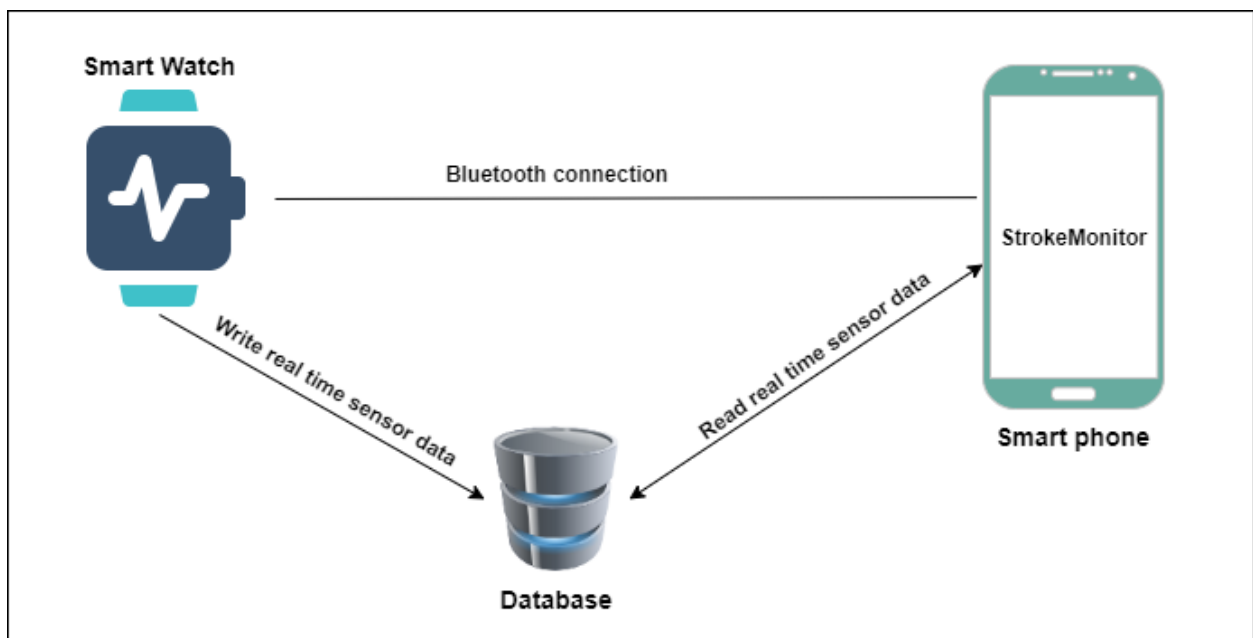 Smart Watch
Bluetooth connection
StrokeMonitor
Write real time sensor data
Read real time sensor data
Smart phone
Database